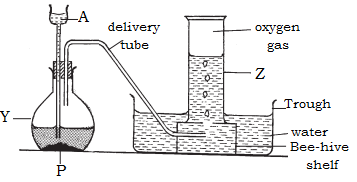 A
delivery
tube
oxygen
gas
Z
Trough
Y
water
Bee-hive
shelf
P